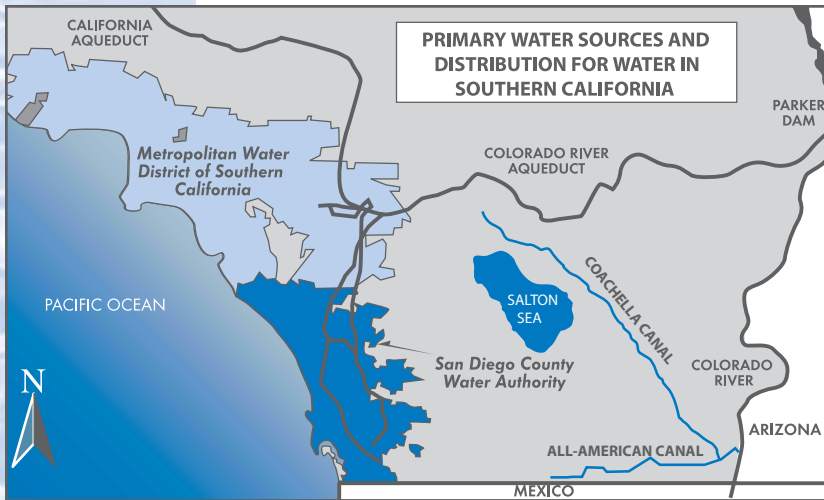 CALIFORNIA
AQUEDUCT
PRIMARY WATER SOURCES AND
DISTRIBUTION FOR WATER IN
SOUTHERN CALIFORNIA
PARKER
DAM
Metropolitan Water
District of Southern
California
COLORADO RIVER
AQUEDUCT
PACIFIC OCEAN
SALTON
SEA
COACHELLA CANAL
San Diego County
Water Authority
COLORADO
RIVER
N
ARIZONA
ALL-AMERICAN CANAL
MEXICO